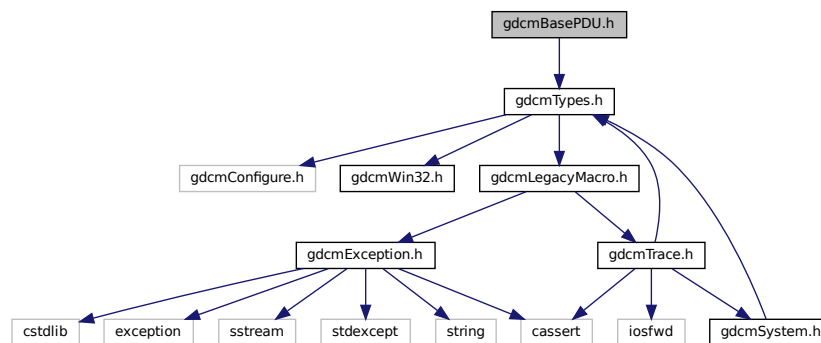 gdcmBasePDU.h
gdcmTypes.h
gdcmConfigure.h
gdcmWin32.h
gdcmLegacyMacro.h
gdcmException.h
gdcmTrace.h
cstdlib
exception
sstream
stdexcept
string
cassert
iosfwd
gdcmSystem.h